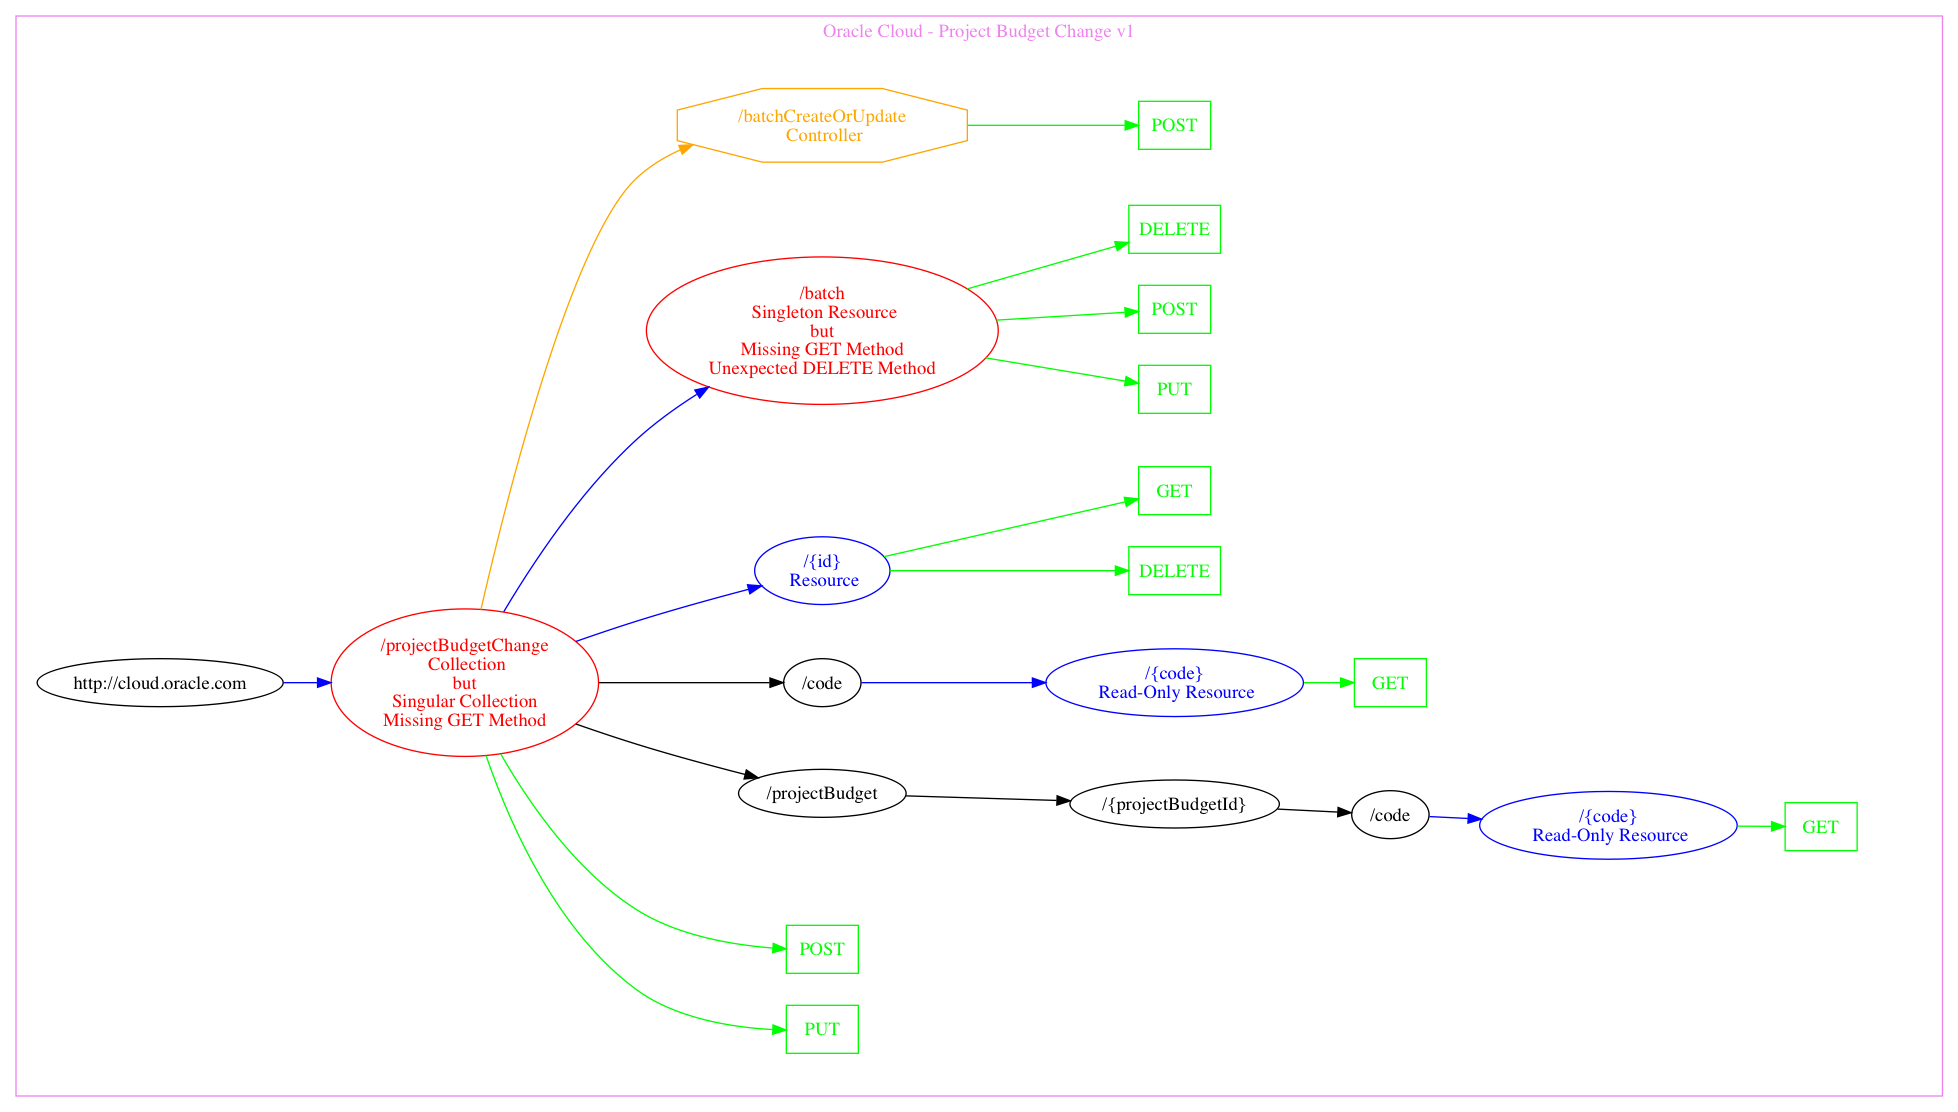 Oracle Cloud - Project Budget Change v1
/batchCreateOrUpdate
Controller
POST
DELETE
/batch
Singleton Resource
but
Missing GET Method
Unexpected DELETE Method
POST
PUT
GET
/{id}
Resource
DELETE
http://cloud.oracle.com
/projectBudgetChange
Collection
but
Singular Collection
Missing GET Method
/code
/{code}
Read-Only Resource
GET
/projectBudget
/{projectBudgetId}
/code
/{code}
Read-Only Resource
GET
POST
PUT